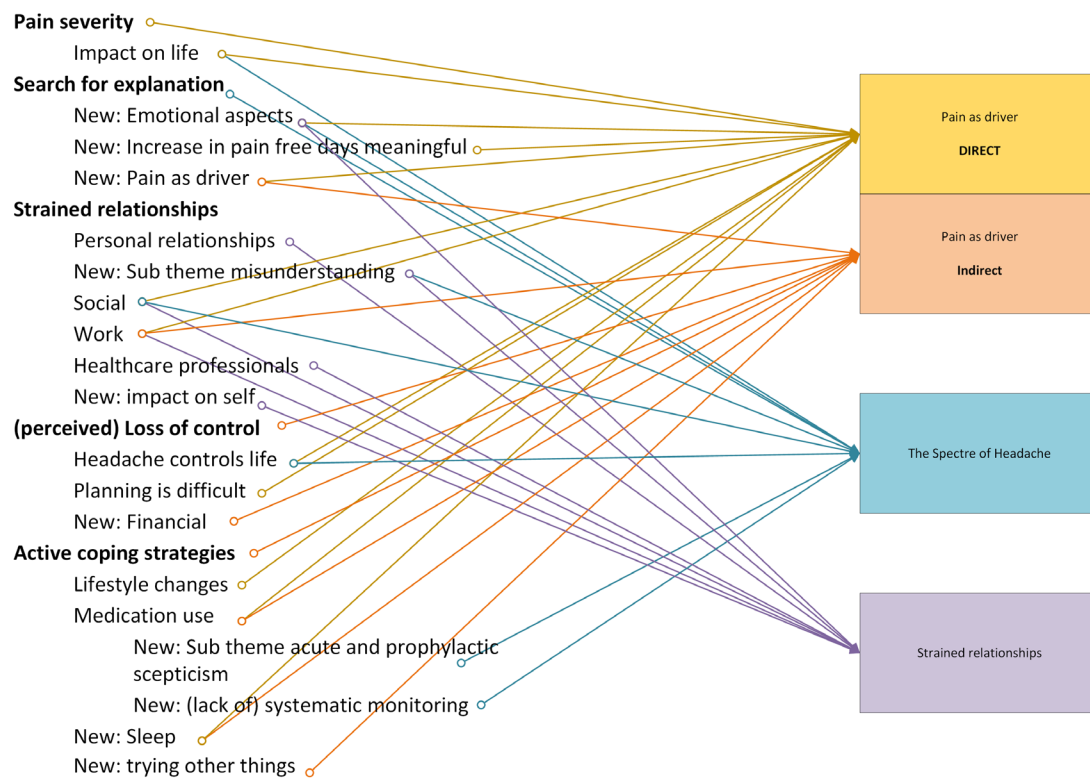 Pain severity
Impact on life
Search for explanation
New: Emotional aspects
New: Increase in pain free days meaningful
New: Pain as driver
Strained relationships
Personal relationships
New: Sub theme misunderstanding
Social
Work
Healthcare professionals
New: impact on self
(perceived) Loss of control
Headache controls life
Planning is difficult
New: Financial
Active coping strategies
Lifestyle changes
Medication use
New: Sub theme acute and prophylactic
scepticism
New: (lack of) systematic monitoring
New: Sleep
New: trying other things
Pain as driver
DIRECT
Pain as driver
Indirect
The Spectre of Headache
Strained relationships